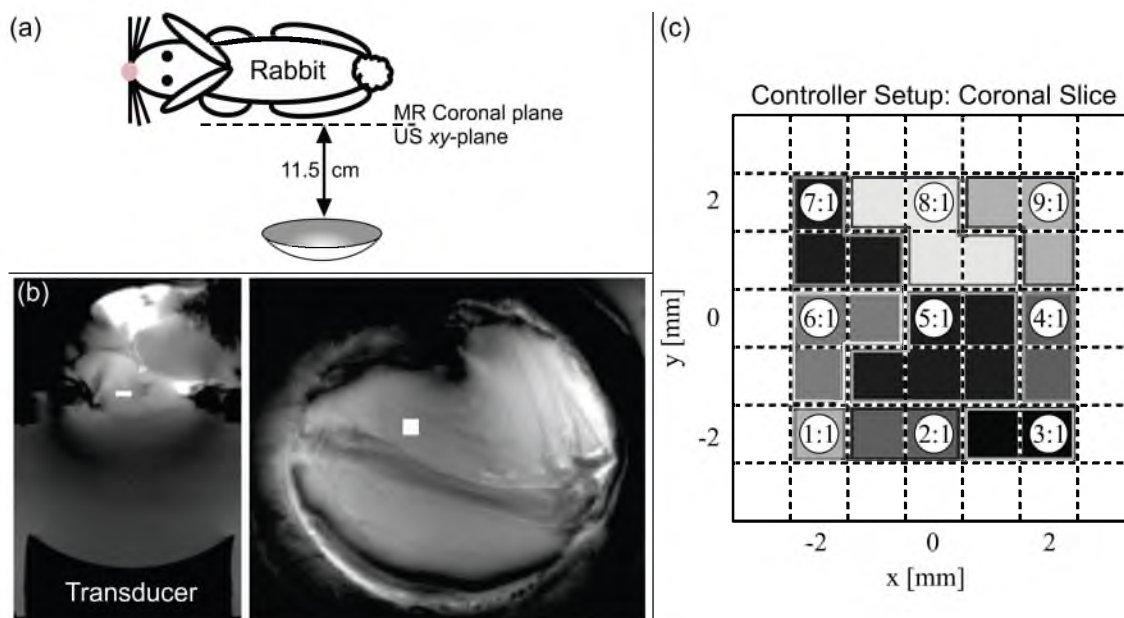 (a)
Rabbit
MR Coronal plane
US xy-plane
11.5 cm
(b)
Transducer
(c)
Controller Setup: Coronal Slice
2
7:1 8:1 9:1
0
6:1 5:1 4:1
y [mm]
-2
1:1 2:1 3:1
-2 0 2
x [mm]